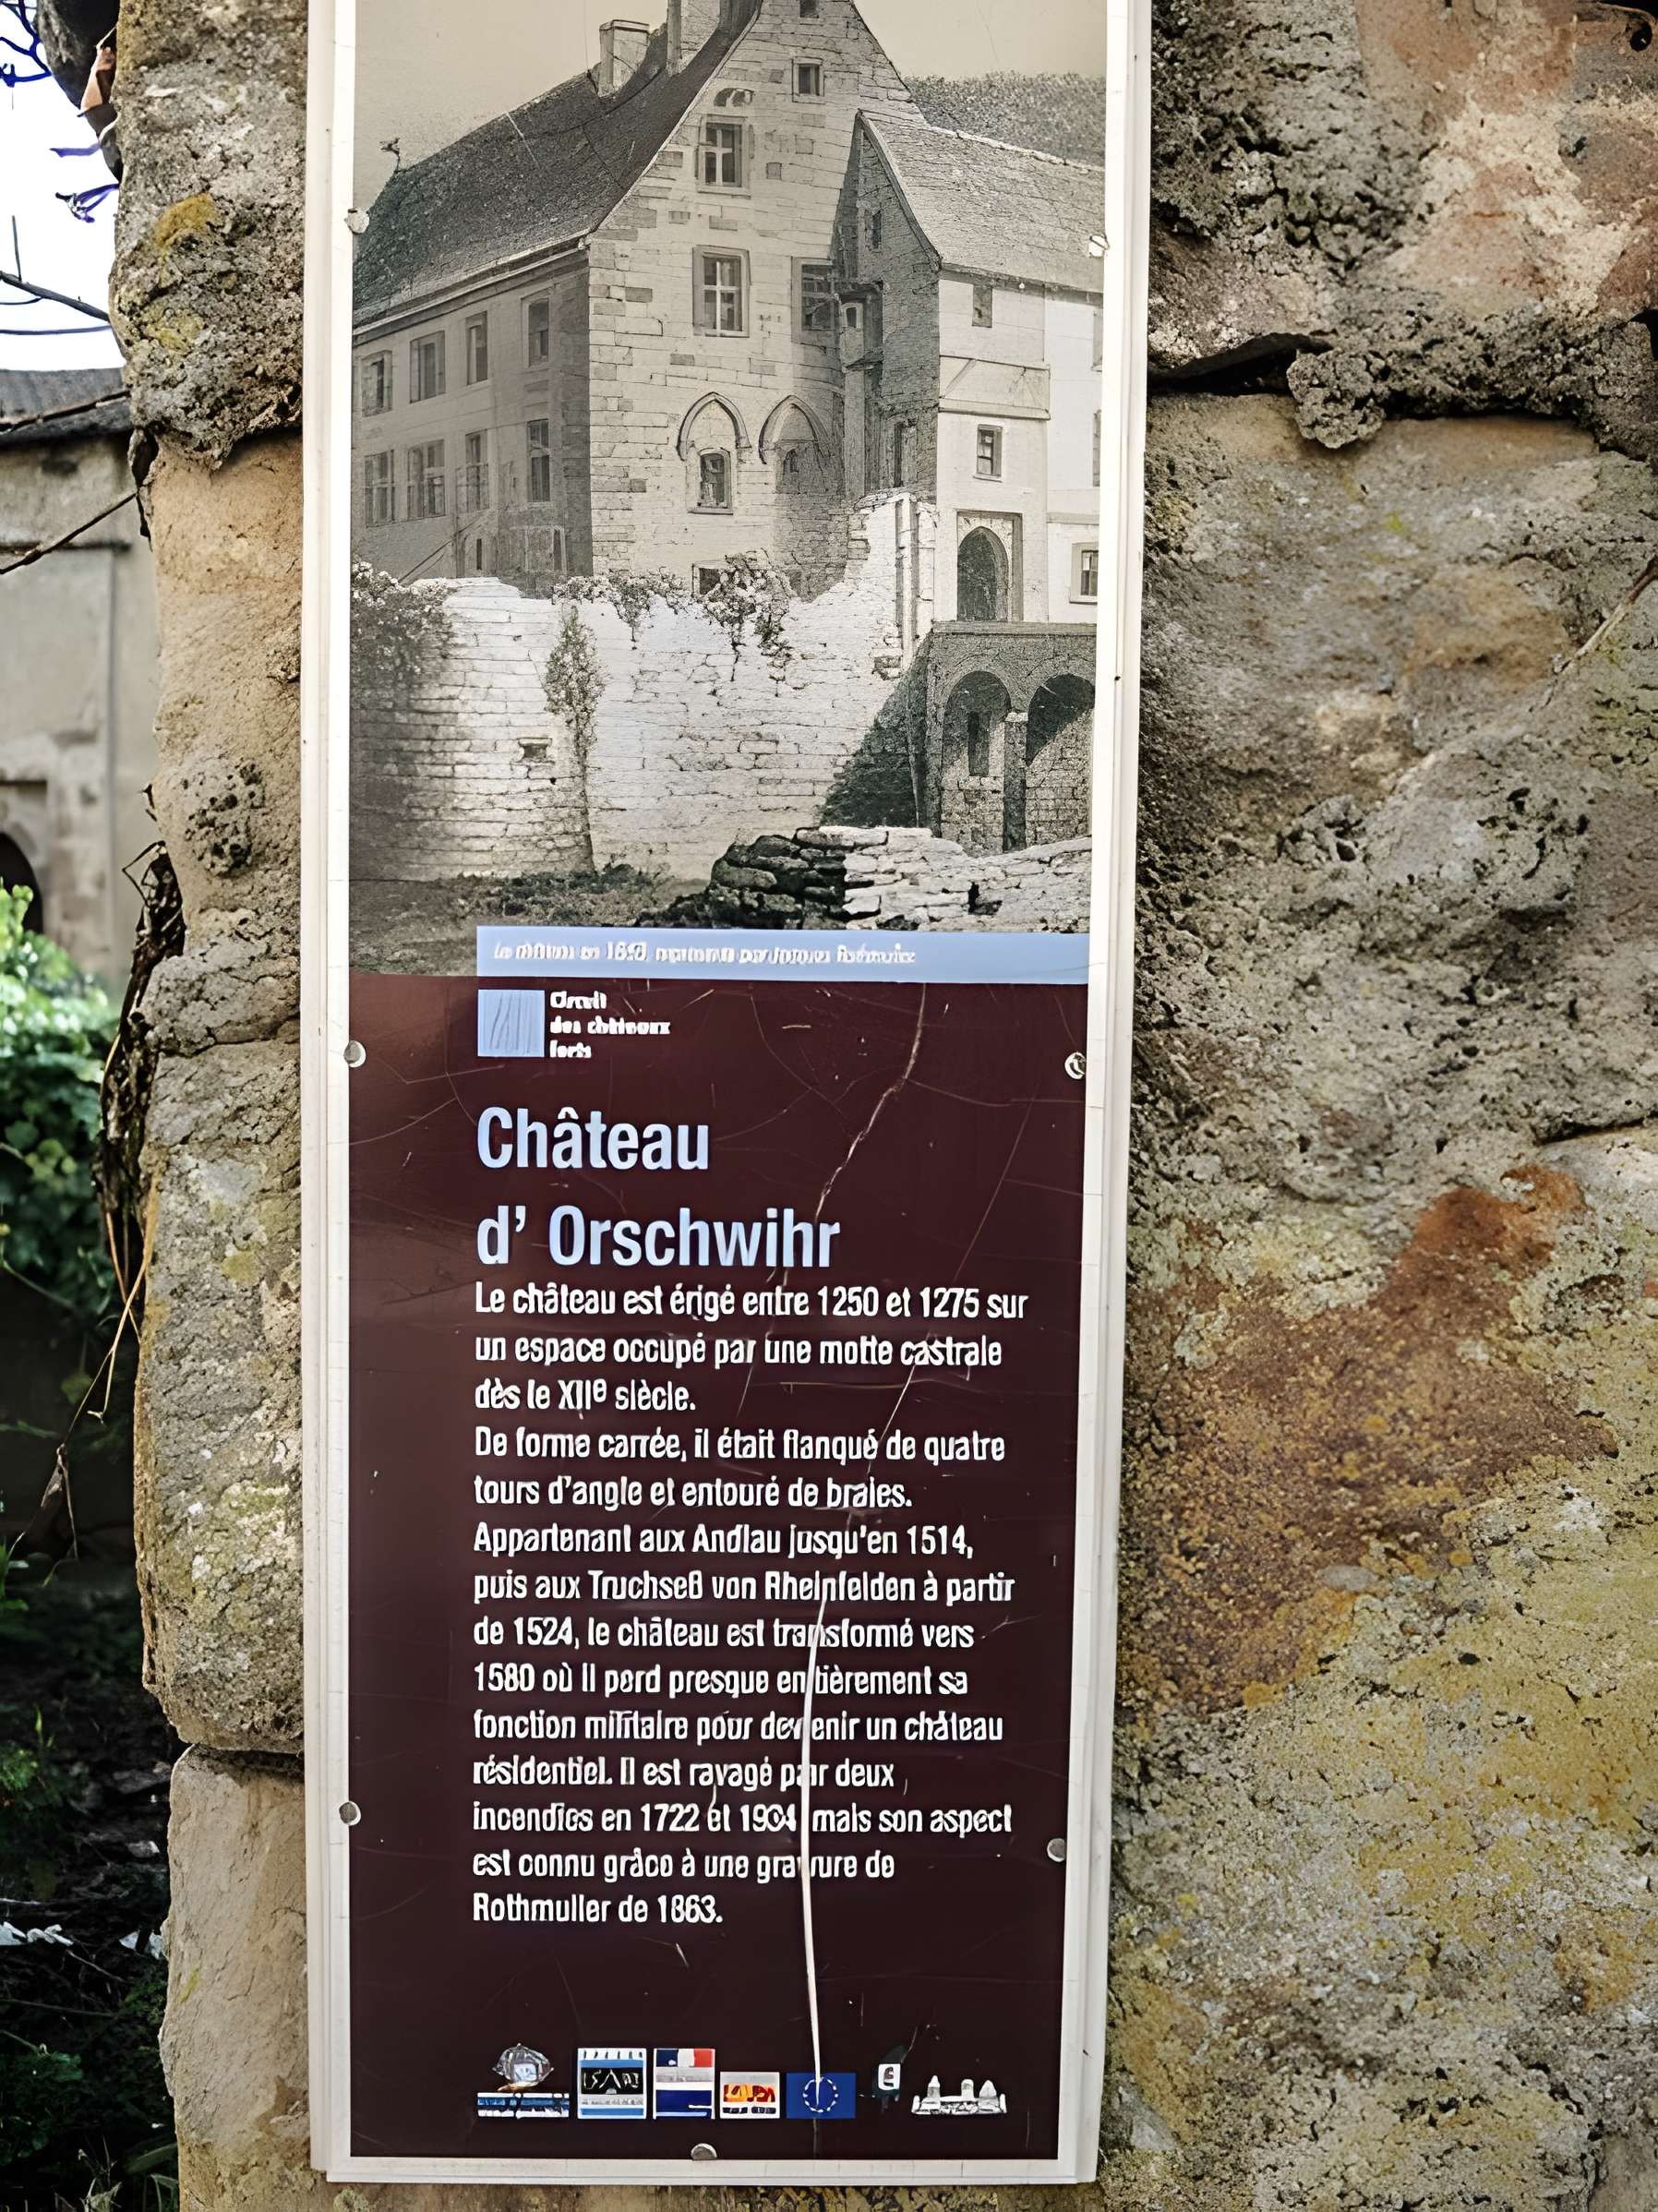 Circuit
des châteaux
forts
Château
d' Orschwihr
Le château est érigé entre 1250 et 1275 sur
un espace occupé par une motte castrale
dès le XIIe siècle.
De forme carrée, il était flanqué de quatre
tours d'angle et entouré de braies.
Appartenant aux Andlau jusqu'en 1514,
puis aux Truchseß von Rheinfelden à partir
de 1524, le château est transformé vers
1580 où il perd presque entièrement sa
fonction militaire pour devenir un château
résidentiel. Il est ravagé par deux
incendies en 1722 et 1934 mais son aspect
est connu grâce à une gravure de
Rothmuller de 1863.